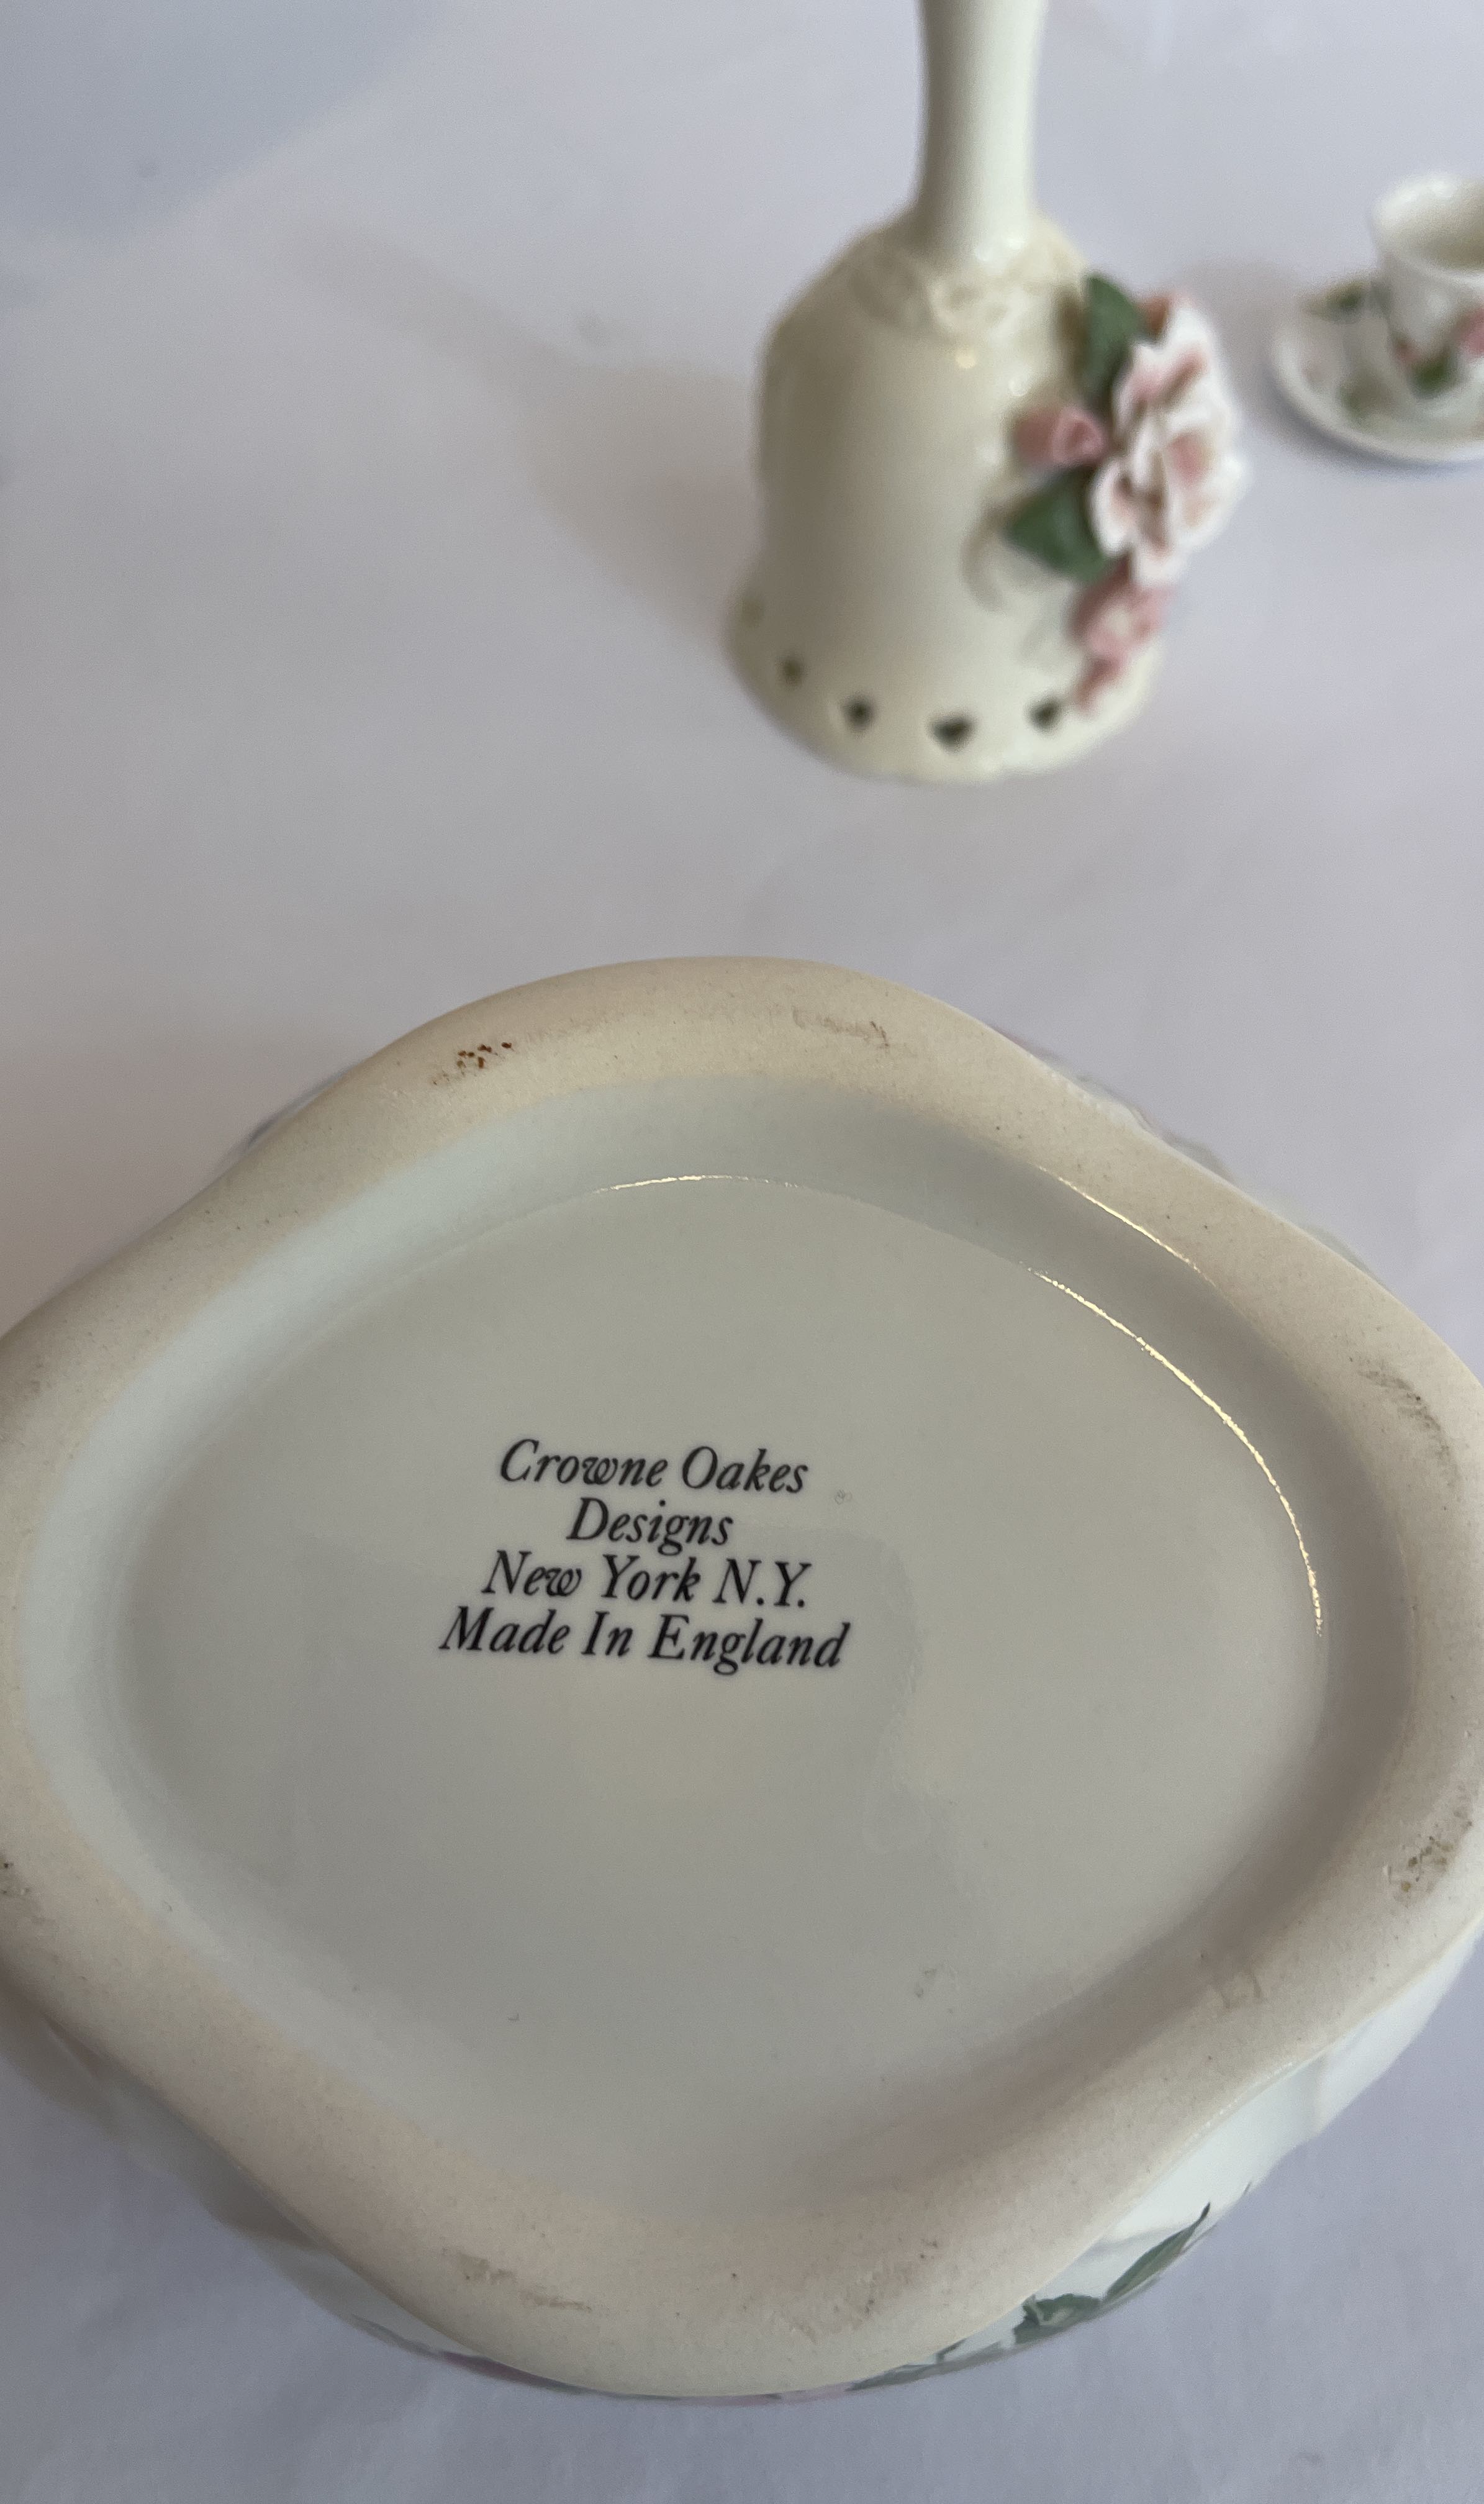 Crowne Oakes
Designs
New York N.Y.
Made In England